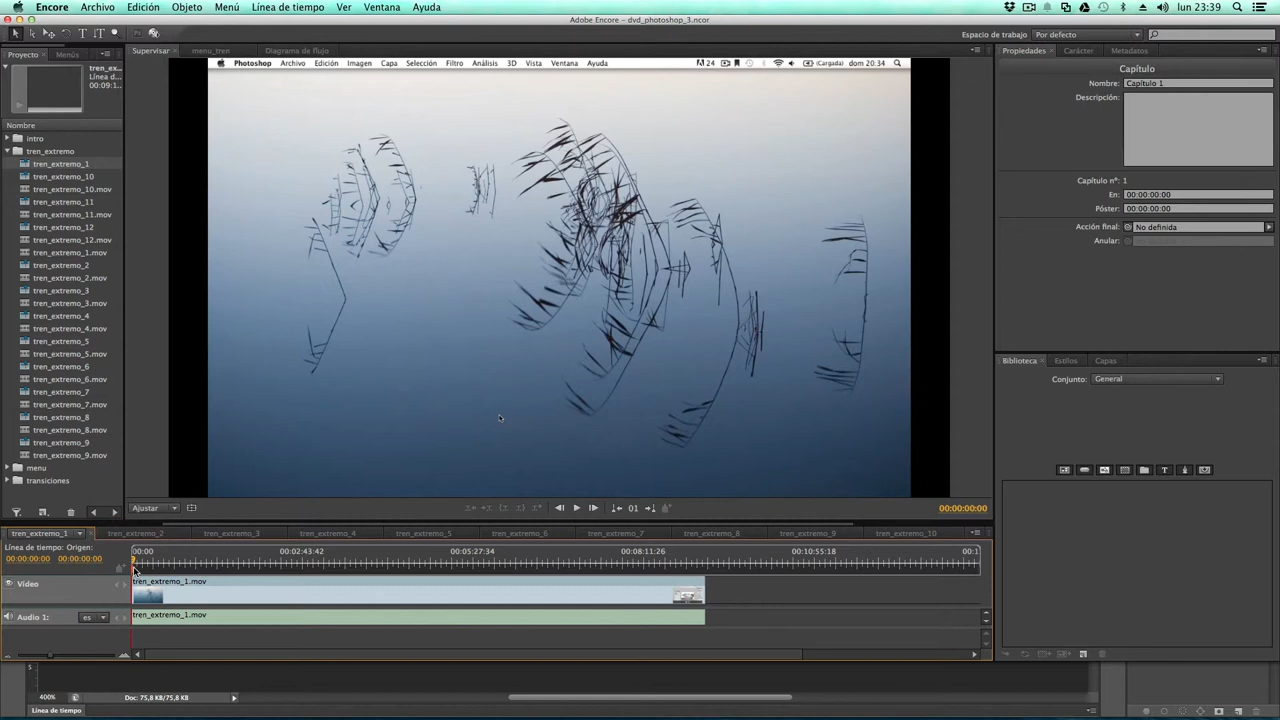 Encore Archivo Edición Objeto Menú Línea de tiempo Ver Ventana Ayuda lun 23:39
Adobe Encore – dvd_photoshop_3.ncor
Espacio de trabajo Por defecto
Proyecto Menús
Supervisar menu_tren Diagrama de flujo
Propiedades Carácter Metadatos
tren_ex...
Línea d...
00:09:1
Nombre
intro
tren_extremo
tren_extremo_1
tren_extremo_10
tren_extremo_10.mov
tren_extremo_11
tren_extremo_11.mov
tren_extremo_12
tren_extremo_12.mov
tren_extremo_1.mov
tren_extremo_2
tren_extremo_2.mov
tren_extremo_3
tren_extremo_3.mov
tren_extremo_4
tren_extremo_4.mov
tren_extremo_5
tren_extremo_5.mov
tren_extremo_6
tren_extremo_6.mov
tren_extremo_7
tren_extremo_7.mov
tren_extremo_8
tren_extremo_8.mov
tren_extremo_9
tren_extremo_9.mov
menu
transiciones
Photoshop Archivo Edición Imagen Capa Selección Filtro Análisis 3D Vista Ventana Ayuda 24 (Cargada) dom 20:34
Ajustar 01 00:00:00:00
Capítulo
Nombre: Capítulo 1
Descripción:
Capítulo nº: 1
En: 00:00:00:00
Póster: 00:00:00:00
Acción final: No definida
Anular:
Biblioteca Estilos Capas
Conjunto: General
tren_extremo_1 tren_extremo_2 tren_extremo_3 tren_extremo_4 tren_extremo_5 tren_extremo_6 tren_extremo_7 tren_extremo_8 tren_extremo_9 tren_extremo_10
Línea de tiempo: Origen:
00:00:00:00 00:00:00:00
00:00 00:02:43:42 00:05:27:34 00:08:11:26 00:10:55:18 00:1
Video tren_extremo_1.mov
Audio 1: es tren_extremo_1.mov
5
400% Doc: 75,8 KB/75,8 KB
Línea de tiempo